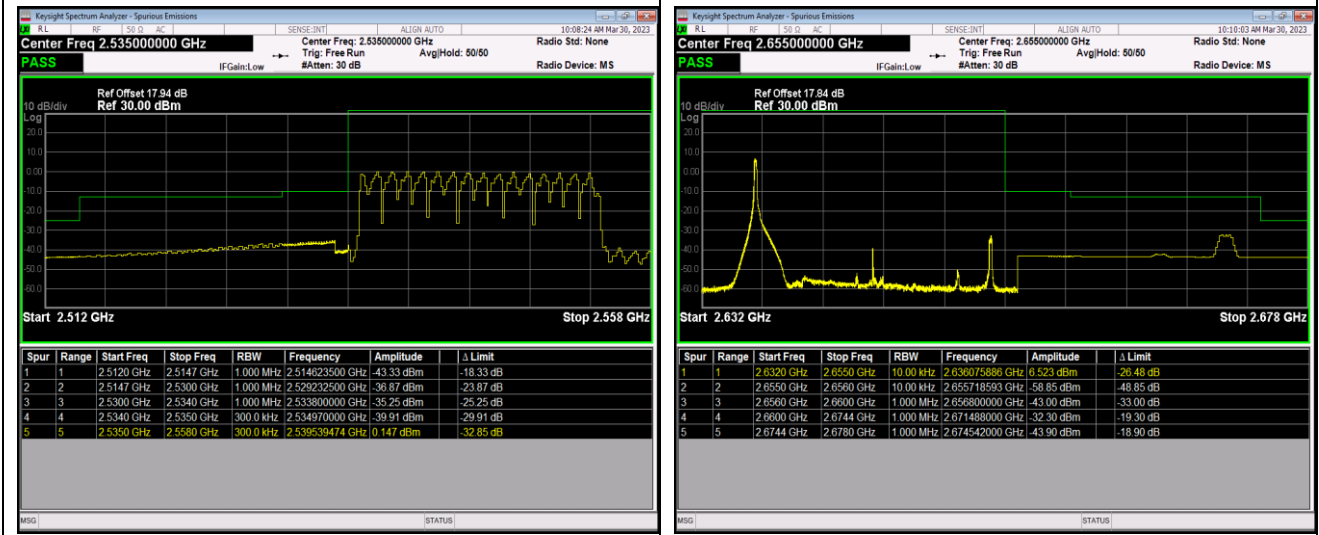 Keysight Spectrum Analyzer - Spurious Emissions
RL RF 50 Ω AC SENSE:INT ALIGN AUTO 10:08:24 AM Mar 30, 2023
Center Freq 2.535000000 GHz Center Freq: 2.535000000 GHz Radio Std: None
Trig: Free Run Avg|Hold: 50/50
PASS IFGain:Low #Atten: 30 dB Radio Device: MS
Ref Offset 17.94 dB
10 dB/div Ref 30.00 dBm
Log
20.0
10.0
0.00
-10.0
-20.0
-30.0
-40.0
-50.0
-60.0
Start 2.512 GHz Stop 2.558 GHz
Spur Range Start Freq Stop Freq RBW Frequency Amplitude Δ Limit
1 1 2.5120 GHz 2.5147 GHz 1.000 MHz 2.514623500 GHz -43.33 dBm -18.33 dB
2 2 2.5147 GHz 2.5300 GHz 1.000 MHz 2.529232500 GHz -36.87 dBm -23.87 dB
3 3 2.5300 GHz 2.5340 GHz 1.000 MHz 2.533800000 GHz -35.25 dBm -25.25 dB
4 4 2.5340 GHz 2.5350 GHz 300.0 kHz 2.534970000 GHz -39.91 dBm -29.91 dB
5 5 2.5350 GHz 2.5580 GHz 300.0 kHz 2.539539474 GHz 0.147 dBm -32.85 dB
MSG STATUS
Keysight Spectrum Analyzer - Spurious Emissions
RL RF 50 Ω AC SENSE:INT ALIGN AUTO 10:10:03 AM Mar 30, 2023
Center Freq 2.655000000 GHz Center Freq: 2.655000000 GHz Radio Std: None
Trig: Free Run Avg|Hold: 50/50
PASS IFGain:Low #Atten: 30 dB Radio Device: MS
Ref Offset 17.84 dB
10 dB/div Ref 30.00 dBm
Log
20.0
10.0
0.00
-10.0
-20.0
-30.0
-40.0
-50.0
-60.0
Start 2.632 GHz Stop 2.678 GHz
Spur Range Start Freq Stop Freq RBW Frequency Amplitude Δ Limit
1 1 2.6320 GHz 2.6550 GHz 10.00 kHz 2.636075886 GHz 6.523 dBm -26.48 dB
2 2 2.6550 GHz 2.6560 GHz 10.00 kHz 2.655718593 GHz -58.85 dBm -48.85 dB
3 3 2.6560 GHz 2.6600 GHz 1.000 MHz 2.656800000 GHz -43.00 dBm -33.00 dB
4 4 2.6600 GHz 2.6744 GHz 1.000 MHz 2.671488000 GHz -32.30 dBm -19.30 dB
5 5 2.6744 GHz 2.6780 GHz 1.000 MHz 2.674542000 GHz -43.90 dBm -18.90 dB
MSG STATUS